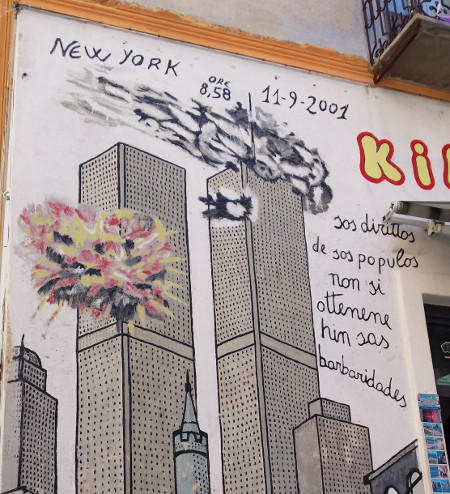 NEW YORK
ORE
8,58
11-9-2001
Ki
sos dirittos
de sos populos
non si
ottenene
hin sas
barbaridades